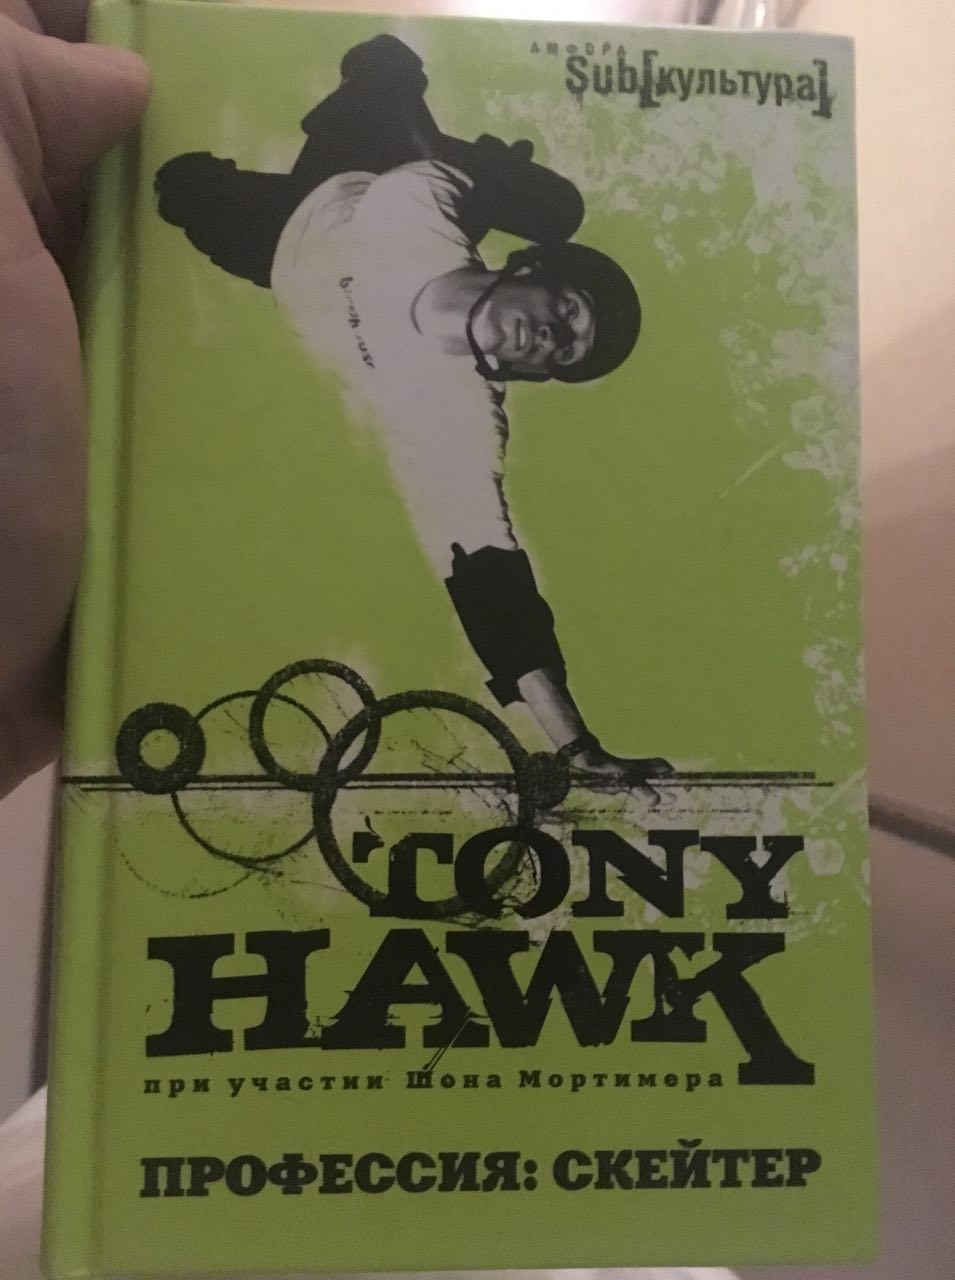 АМФОРА
Sub[культура]
TONY
HAWK
при участии Шона Мортимера
ПРОФЕССИЯ: СКЕЙТЕР